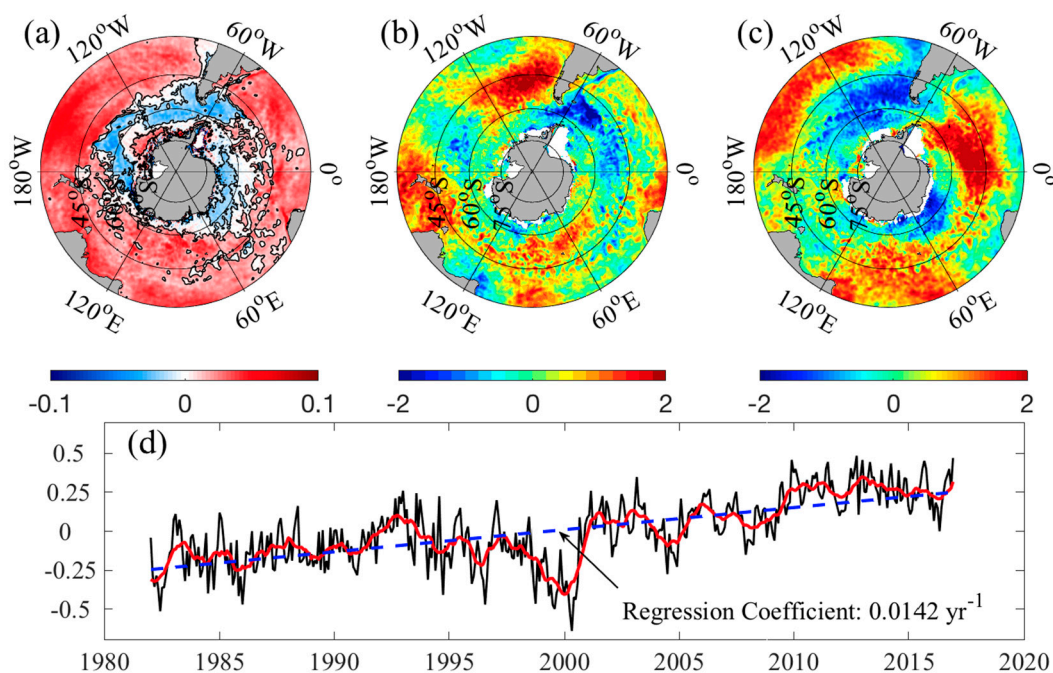 (a)
120°W
60°W
180°W
0°
45°S
60°S
75°S
120°E
60°E
(b)
120°W
60°W
180°W
0°
45°S
60°S
75°S
120°E
60°E
(c)
120°W
60°W
180°W
0°
45°S
60°S
75°S
120°E
60°E
-0.1 0 0.1
-2 0 2
-2 0 2
(d)
0.5
0.25
0
-0.25
-0.5
Regression Coefficient: 0.0142 yr⁻¹
1980 1985 1990 1995 2000 2005 2010 2015 2020